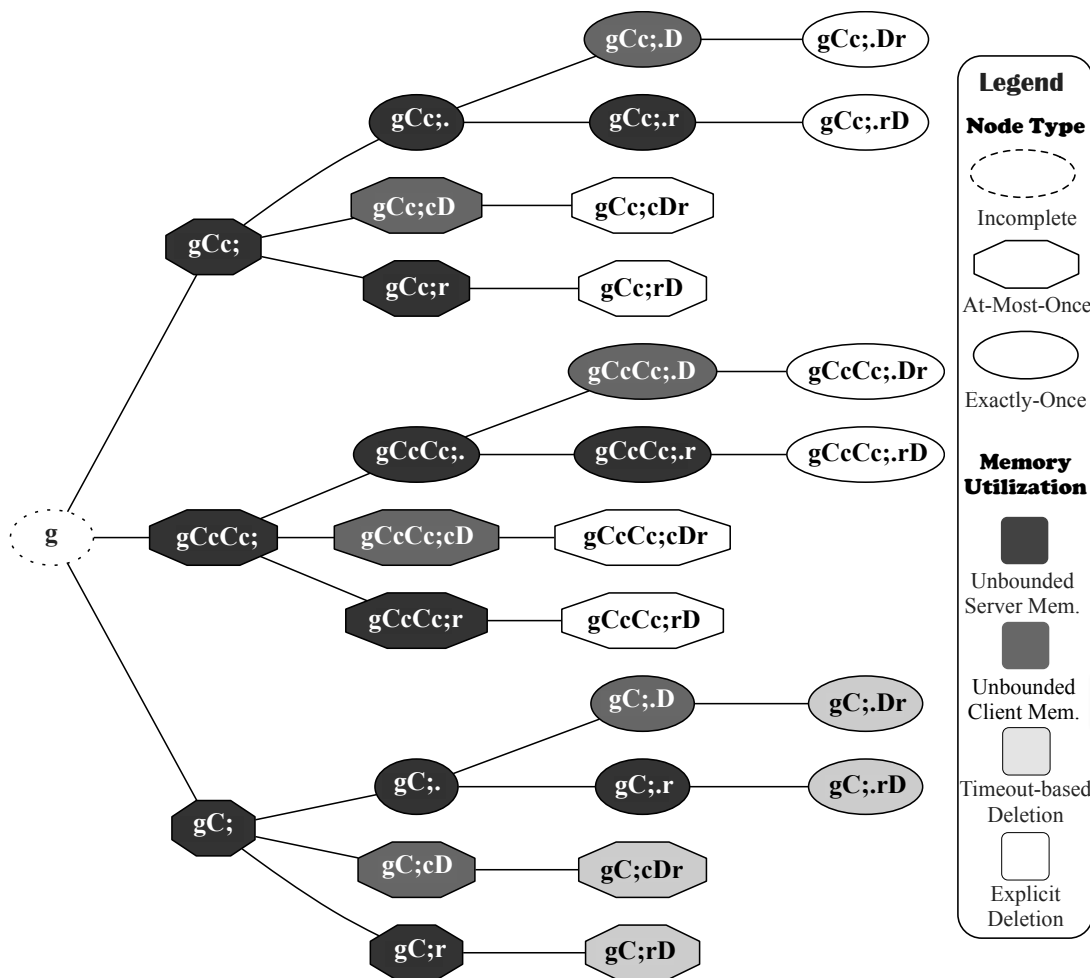 gCc;.D
gCc;.Dr
gCc;.
gCc;.r
gCc;.rD
gCc;cD
gCc;cDr
gCc;
gCc;r
gCc;rD
gCcCc;.D
gCcCc;.Dr
gCcCc;.
gCcCc;.r
gCcCc;.rD
g
gCcCc;
gCcCc;cD
gCcCc;cDr
gCcCc;r
gCcCc;rD
gC;.D
gC;.Dr
gC;.
gC;.r
gC;.rD
gC;
gC;cD
gC;cDr
gC;r
gC;rD
Legend
Node Type
Incomplete
At-Most-Once
Exactly-Once
Memory
Utilization
Unbounded
Server Mem.
Unbounded
Client Mem.
Timeout-based
Deletion
Explicit
Deletion